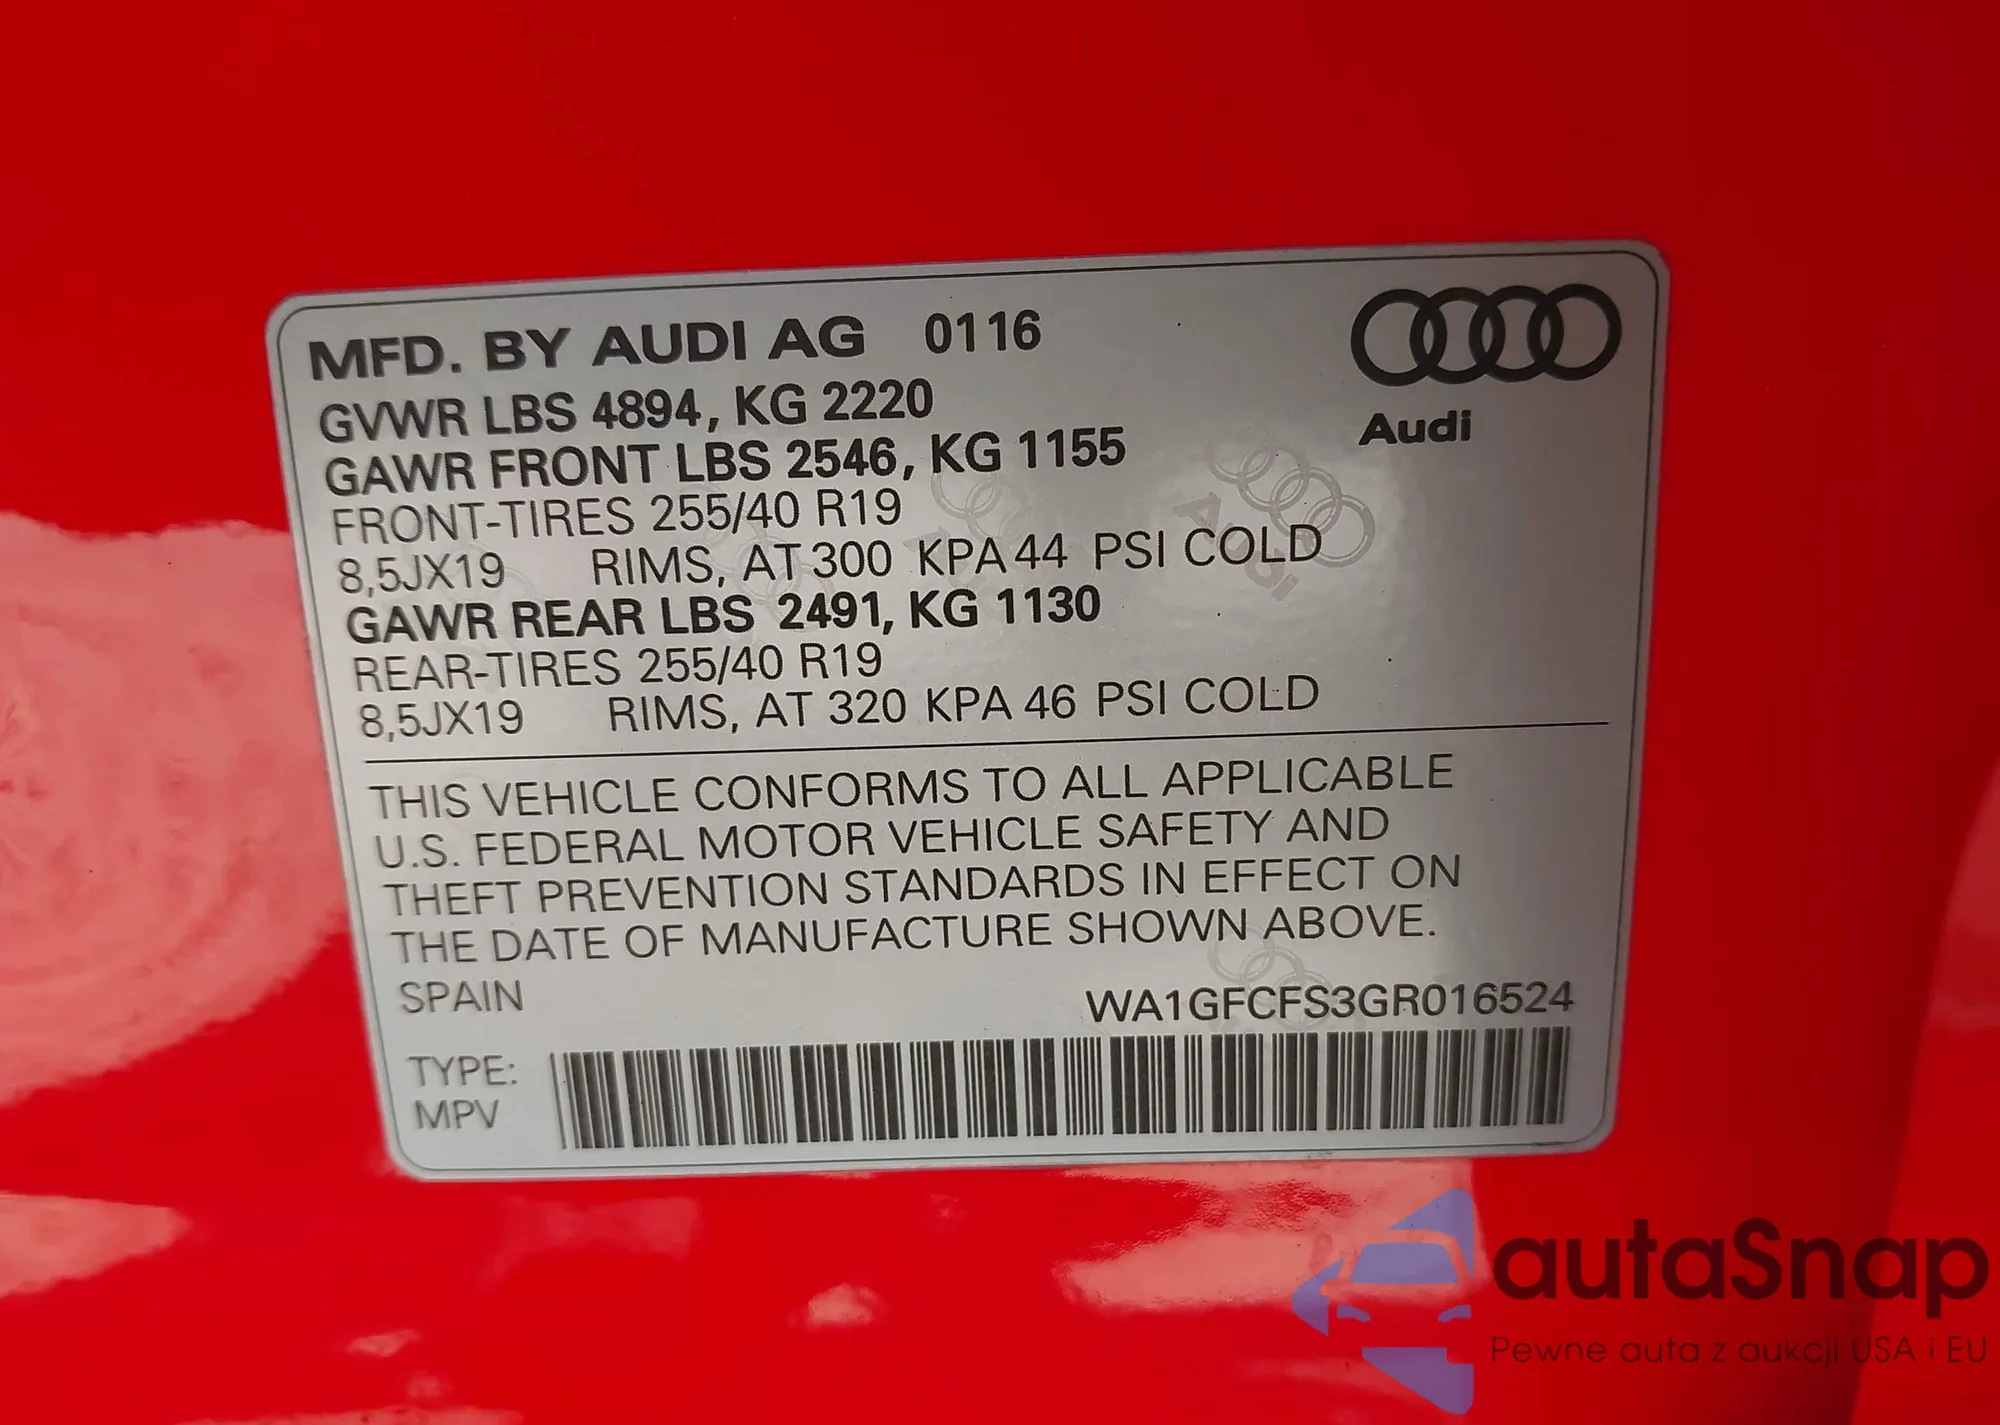 MFD. BY AUDI AG 0116
Audi
GVWR LBS 4894, KG 2220
GAWR FRONT LBS 2546, KG 1155
FRONT-TIRES 255/40 R19
8,5JX19 RIMS, AT 300 KPA 44 PSI COLD
GAWR REAR LBS 2491, KG 1130
REAR-TIRES 255/40 R19
8,5JX19 RIMS, AT 320 KPA 46 PSI COLD
THIS VEHICLE CONFORMS TO ALL APPLICABLE
U.S. FEDERAL MOTOR VEHICLE SAFETY AND
THEFT PREVENTION STANDARDS IN EFFECT ON
THE DATE OF MANUFACTURE SHOWN ABOVE.
SPAIN WA1GFCFS3GR016524
TYPE:
MPV
AUDI
autaSnap
Pewne auta z aukcji USA i EU